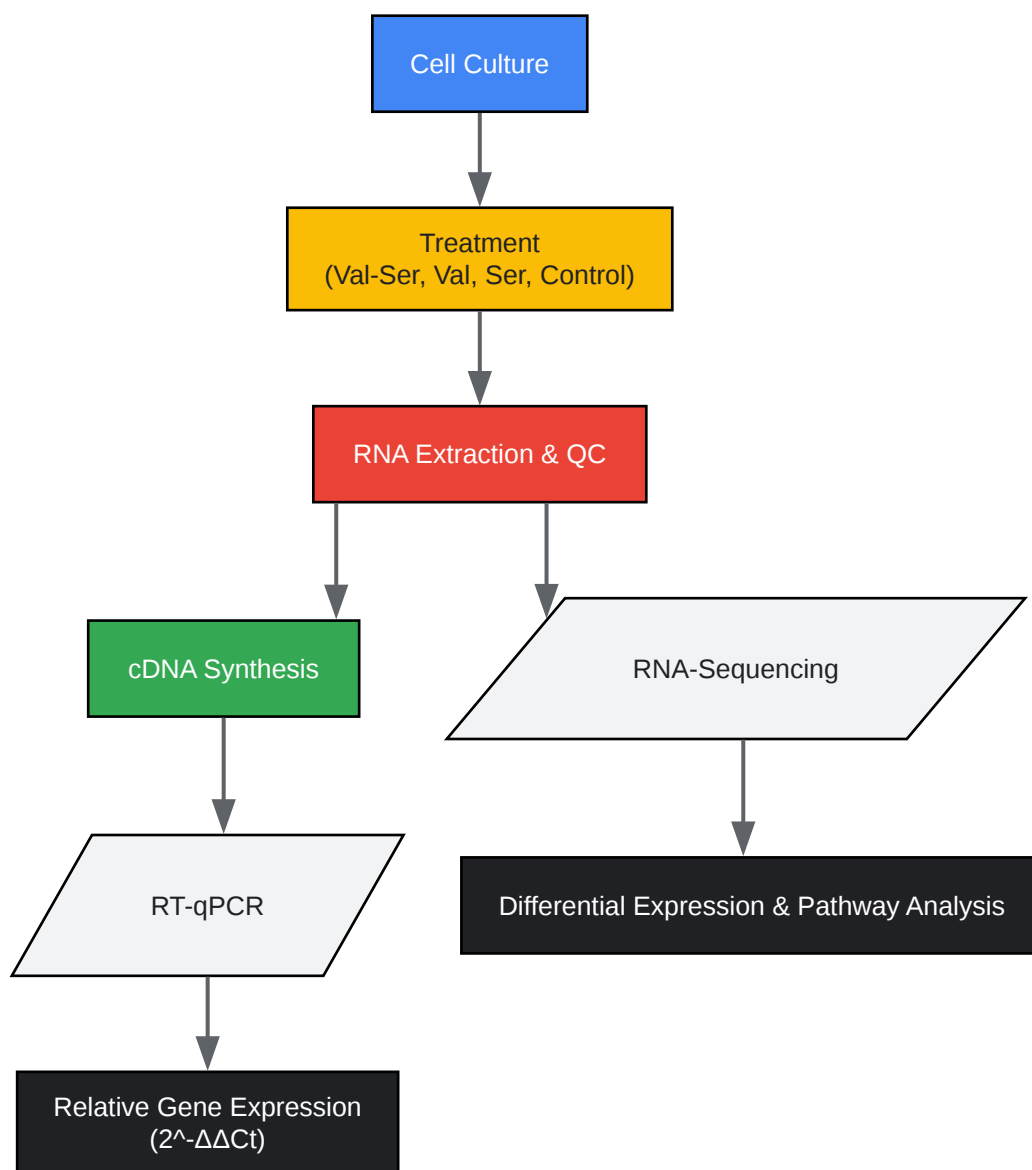 Cell Culture
Treatment
(Val-Ser, Val, Ser, Control)
RNA Extraction & QC
cDNA Synthesis
RNA-Sequencing
RT-qPCR
Differential Expression & Pathway Analysis
Relative Gene Expression
(2^-ΔΔCt)